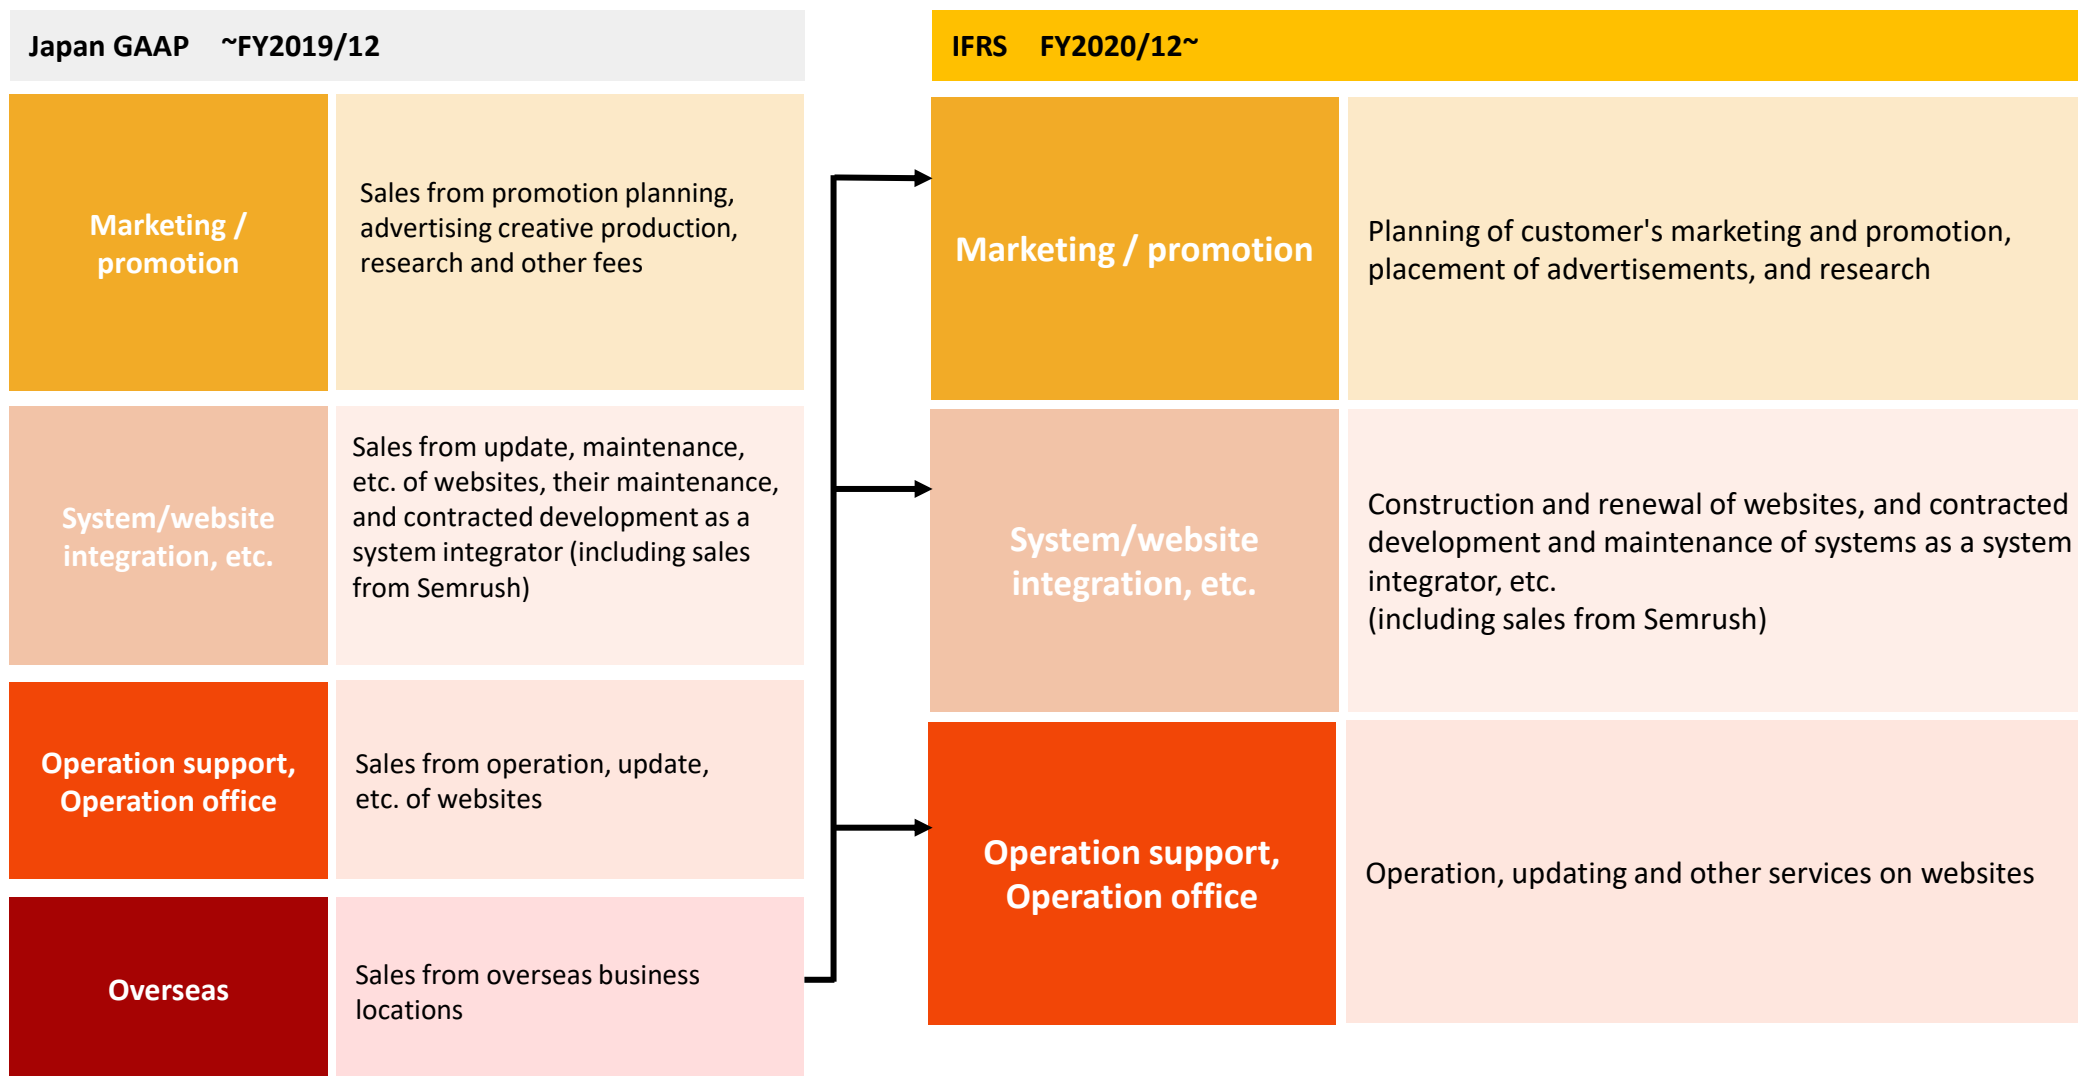 Japan GAAP ~FY2019/12
Marketing /
promotion
Sales from promotion planning,
advertising creative production,
research and other fees
System/website
integration, etc.
Sales from update, maintenance,
etc. of websites, their maintenance,
and contracted development as a
system integrator (including sales
from Semrush)
Operation support,
Operation office
Sales from operation, update,
etc. of websites
Overseas
Sales from overseas business
locations
IFRS FY2020/12~
Marketing / promotion
Planning of customer's marketing and promotion,
placement of advertisements, and research
System/website
integration, etc.
Construction and renewal of websites, and contracted
development and maintenance of systems as a system
integrator, etc.
(including sales from Semrush)
Operation support,
Operation office
Operation, updating and other services on websites